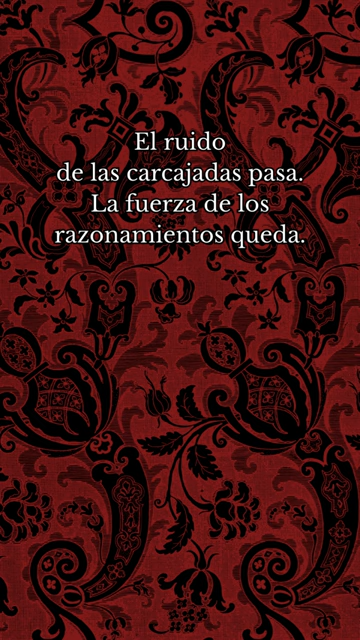 El ruido
de las carcajadas pasa.
La fuerza de los
razonamientos queda.